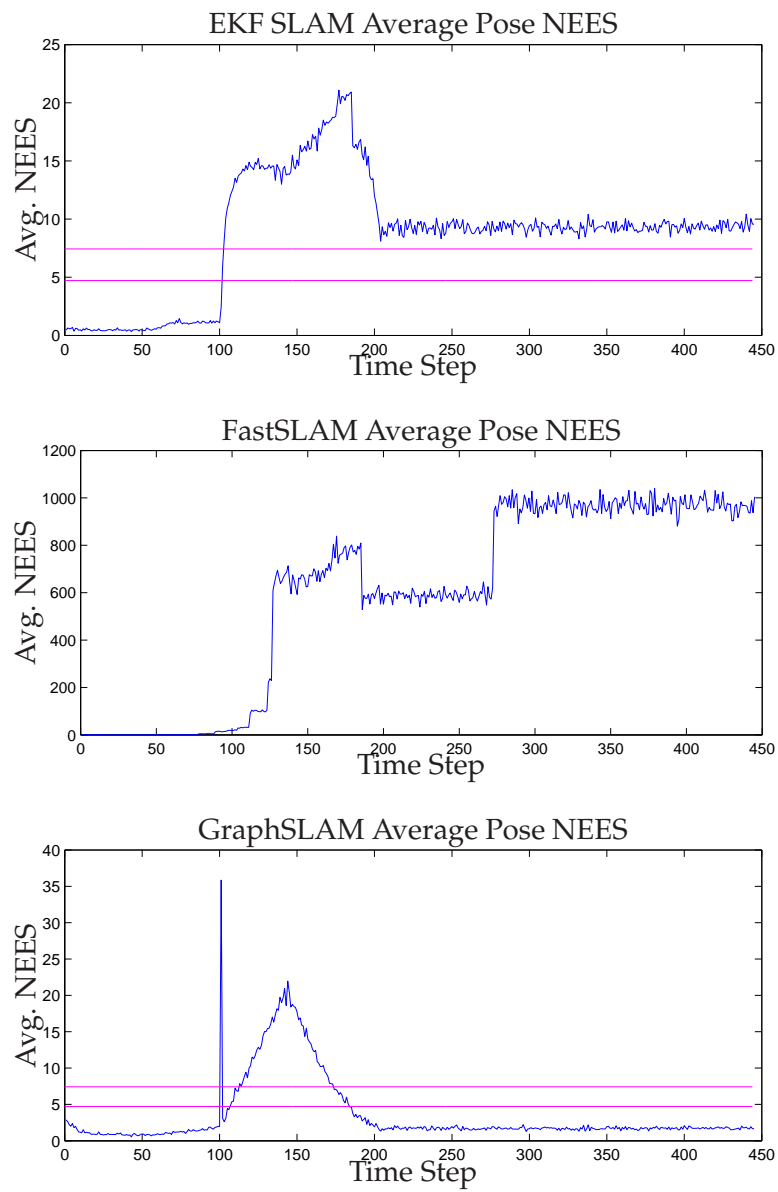 EKF SLAM Average Pose NEES
25
20
15
10
5
0
Avg. NEES
0 50 100 150 200 250 300 350 400 450
Time Step
FastSLAM Average Pose NEES
1200
1000
800
600
400
200
0
Avg. NEES
0 50 100 150 200 250 300 350 400 450
Time Step
GraphSLAM Average Pose NEES
40
35
30
25
20
15
10
5
0
Avg. NEES
0 50 100 150 200 250 300 350 400 450
Time Step